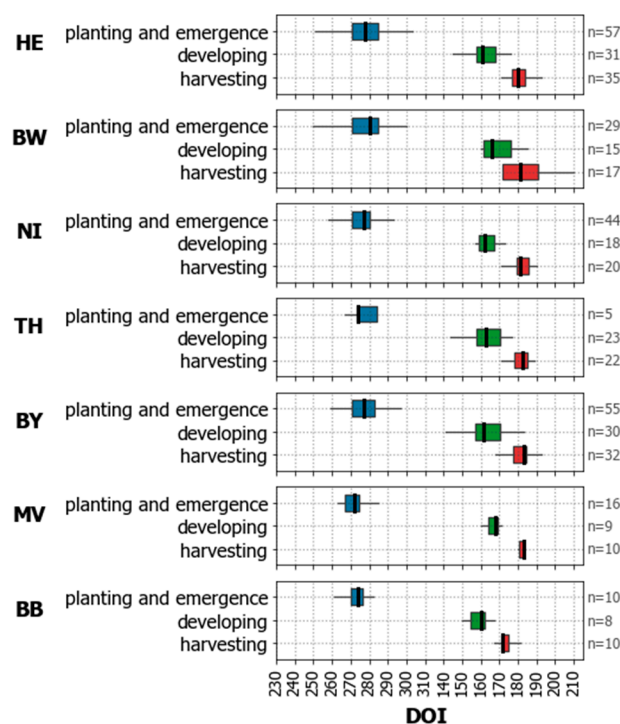 HE
planting and emergence n=57
developing n=31
harvesting n=35
BW
planting and emergence n=29
developing n=15
harvesting n=17
NI
planting and emergence n=44
developing n=18
harvesting n=20
TH
planting and emergence n=5
developing n=23
harvesting n=22
BY
planting and emergence n=55
developing n=30
harvesting n=32
MV
planting and emergence n=16
developing n=9
harvesting n=10
BB
planting and emergence n=10
developing n=8
harvesting n=10
230 240 250 260 270 280 290 300 310 140 150 160 170 180 190 200 210
DOI